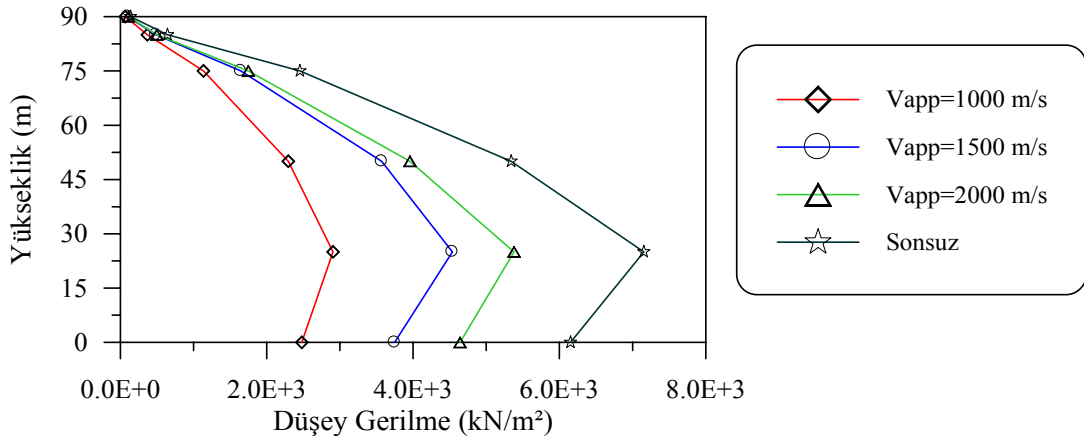 90
75
60
45
30
15
0
Yükseklik (m)
0.0E+0
2.0E+3
4.0E+3
6.0E+3
8.0E+3
Düşey Gerilme (kN/m²)
Vapp=1000 m/s
Vapp=1500 m/s
Vapp=2000 m/s
Sonsuz